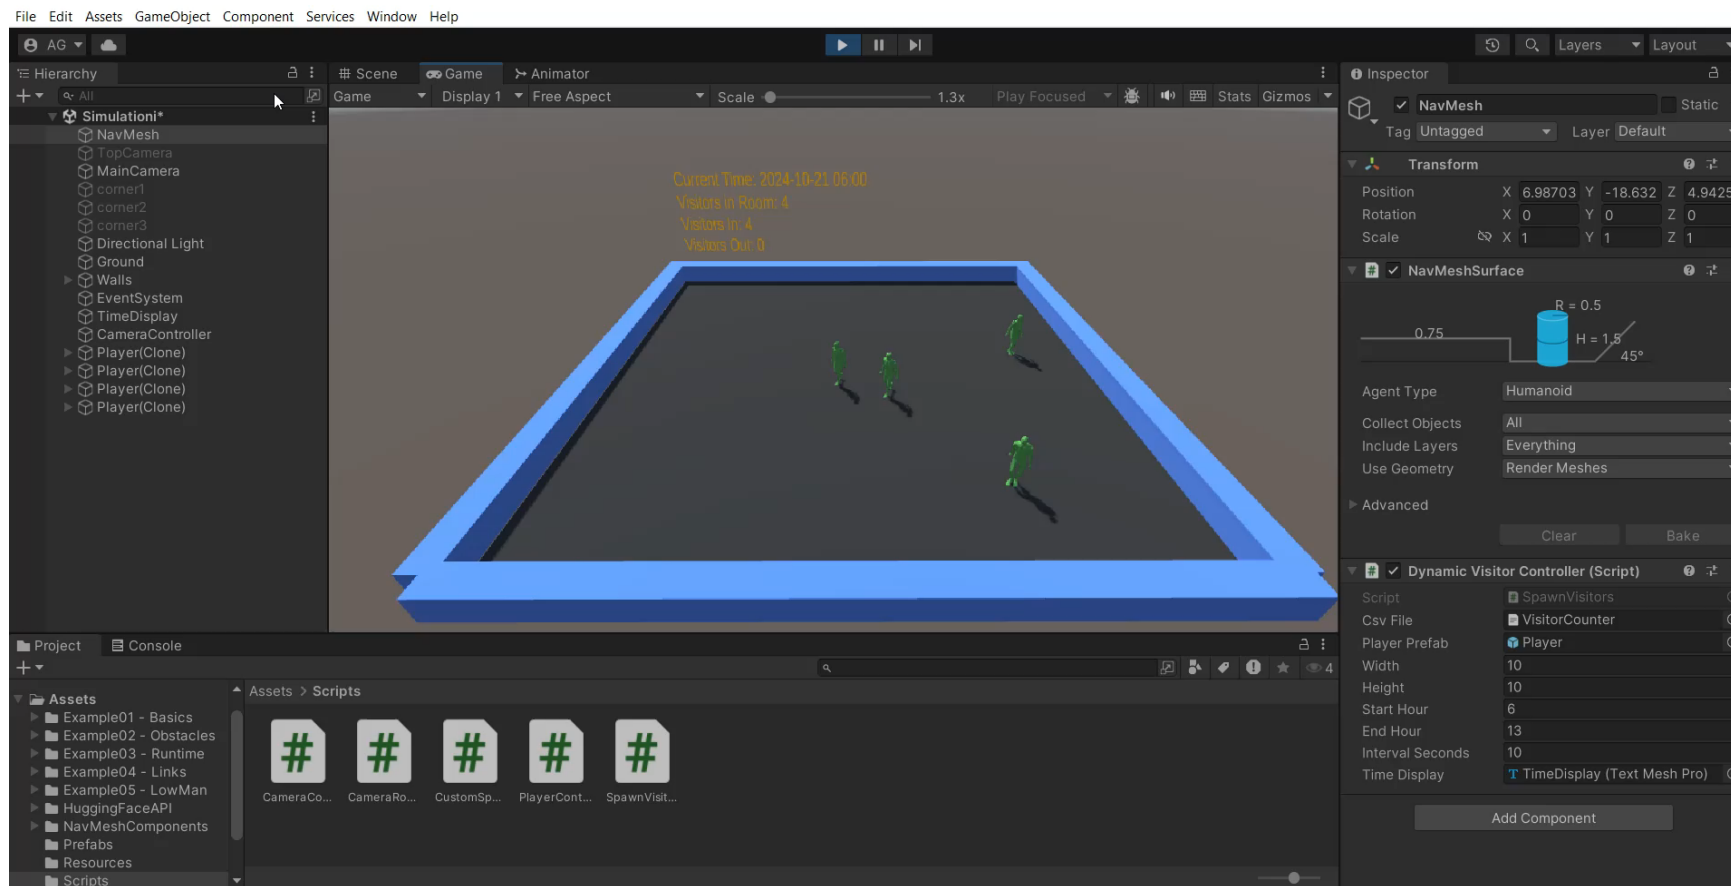 File Edit Assets GameObject Component Services Window Help
AG Layers Layout
Hierarchy
All
Simulationi*
NavMesh
TopCamera
MainCamera
corner1
corner2
corner3
Directional Light
Ground
Walls
EventSystem
TimeDisplay
CameraController
Player(Clone)
Player(Clone)
Player(Clone)
Player(Clone)
Scene Game Animator
Game Display 1 Free Aspect Scale 1.3x Play Focused Stats Gizmos
Current Time: 2024-10-21 06:00
Visitors in Room: 4
Visitors In: 4
Visitors Out: 0
Inspector
NavMesh Static
Tag Untagged Layer Default
Transform
Position X 6.98703 Y -18.632 Z 4.9425
Rotation X 0 Y 0 Z 0
Scale X 1 Y 1 Z 1
# NavMeshSurface
R = 0.5
0.75
H = 1.5
45°
Agent Type Humanoid
Collect Objects All
Include Layers Everything
Use Geometry Render Meshes
Advanced
Clear Bake
# Dynamic Visitor Controller (Script)
Script SpawnVisitors
Csv File VisitorCounter
Player Prefab Player
Width 10
Height 10
Start Hour 6
End Hour 13
Interval Seconds 10
Time Display T TimeDisplay (Text Mesh Pro)
Add Component
Project Console
4
Assets
Example01 - Basics
Example02 - Obstacles
Example03 - Runtime
Example04 - Links
Example05 - LowMan
HuggingFaceAPI
NavMeshComponents
Prefabs
Resources
Scripts
Assets > Scripts
# # # # #
CameraCo... CameraRo... CustomSp... PlayerCont... SpawnVisit...